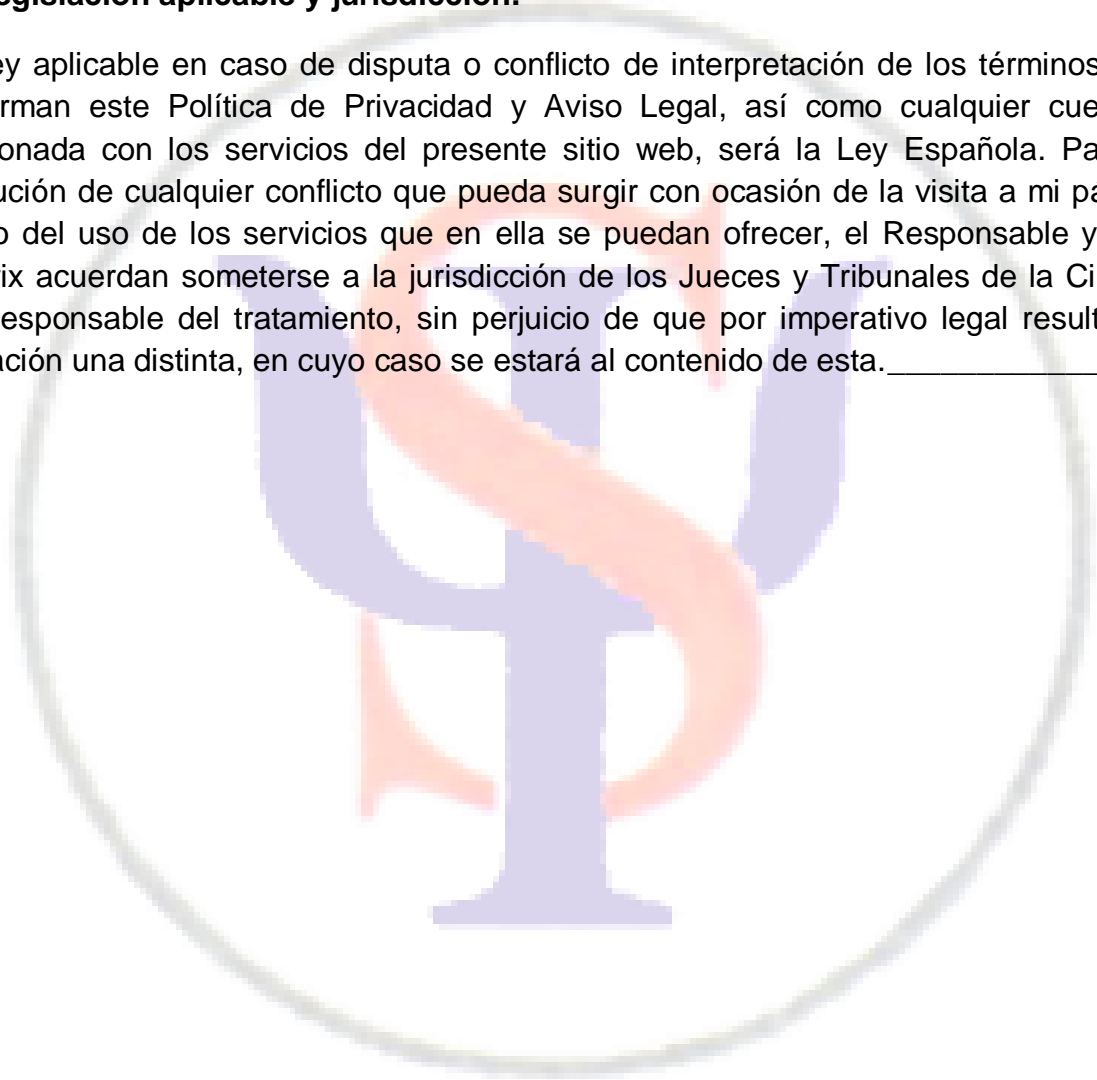 egislación aplicable y jurisdicción.
ey aplicable en caso de disputa o conflicto de interpretación de los términos
rman este Política de Privacidad y Aviso Legal, así como cualquier cue
onada con los servicios del presente sitio web, será la Ley Española. Pa
ución de cualquier conflicto que pueda surgir con ocasión de la visita a mi pá
o del uso de los servicios que en ella se puedan ofrecer, el Responsable y
ix acuerdan someterse a la jurisdicción de los Jueces y Tribunales de la Ci
esponsable del tratamiento, sin perjuicio de que por imperativo legal result
ación una distinta, en cuyo caso se estará al contenido de esta.____________